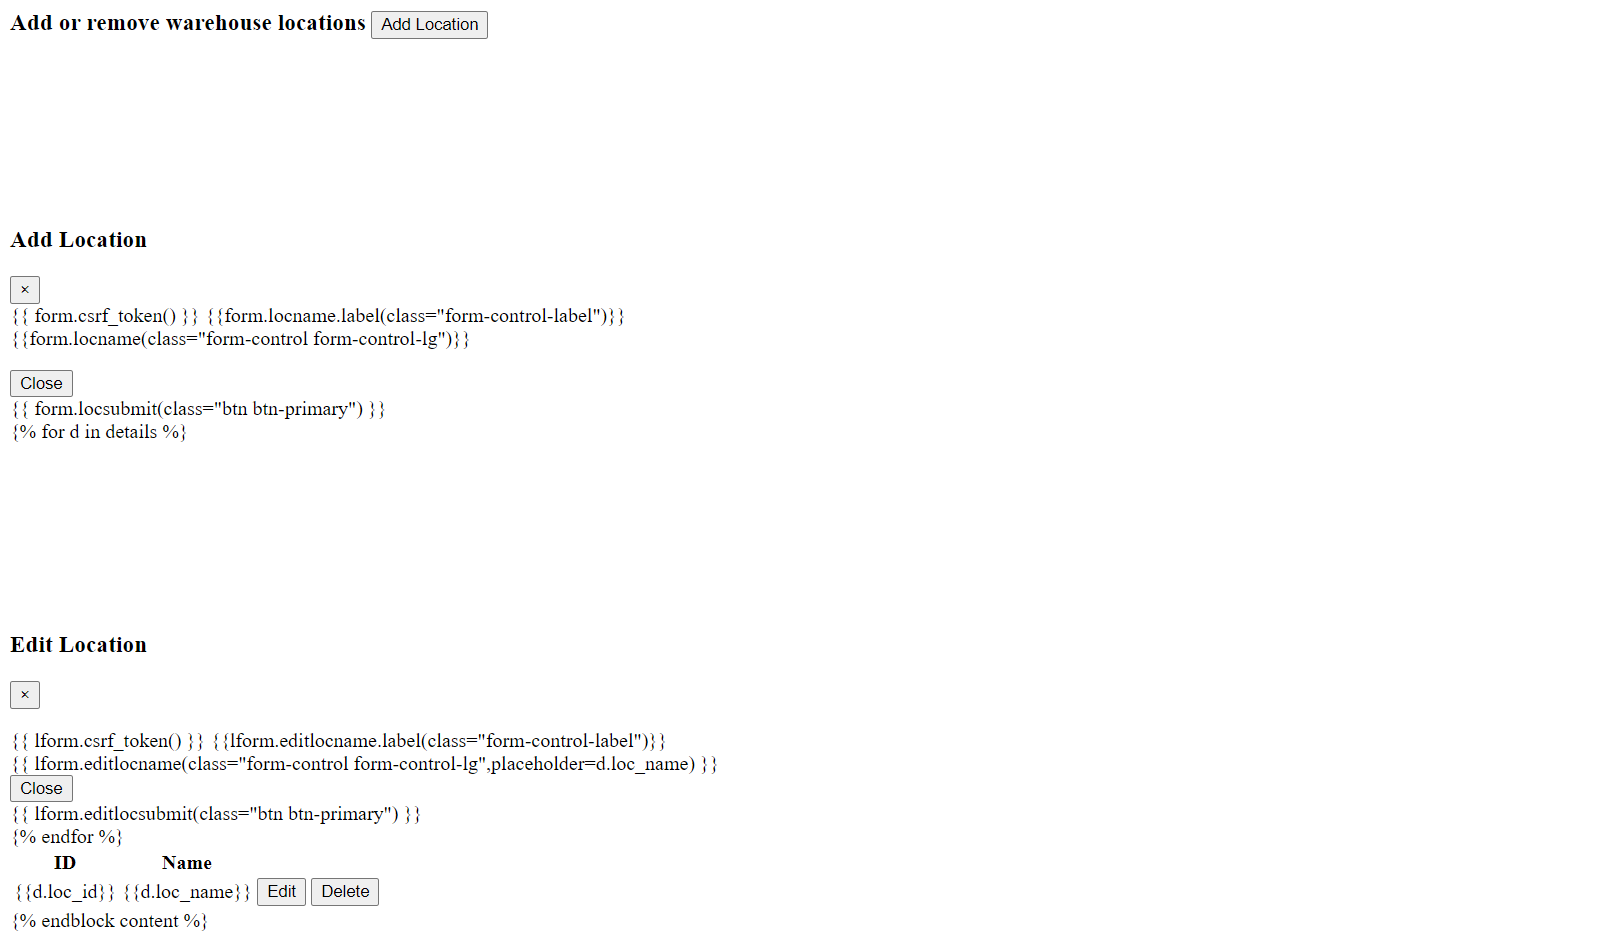 Add or remove warehouse locations Add Location
Add Location
×
{{ form.csrf_token() }} {{form.locname.label(class="form-control-label")}}
{{form.locname(class="form-control form-control-lg")}}
Close
{{ form.locsubmit(class="btn btn-primary") }}
{% for d in details %}
Edit Location
×
{{ lform.csrf_token() }} {{lform.editlocname.label(class="form-control-label")}}
{{ lform.editlocname(class="form-control form-control-lg",placeholder=d.loc_name) }}
Close
{{ lform.editlocsubmit(class="btn btn-primary") }}
{% endfor %}
ID Name
{{d.loc_id}} {{d.loc_name}} Edit Delete
{% endblock content %}